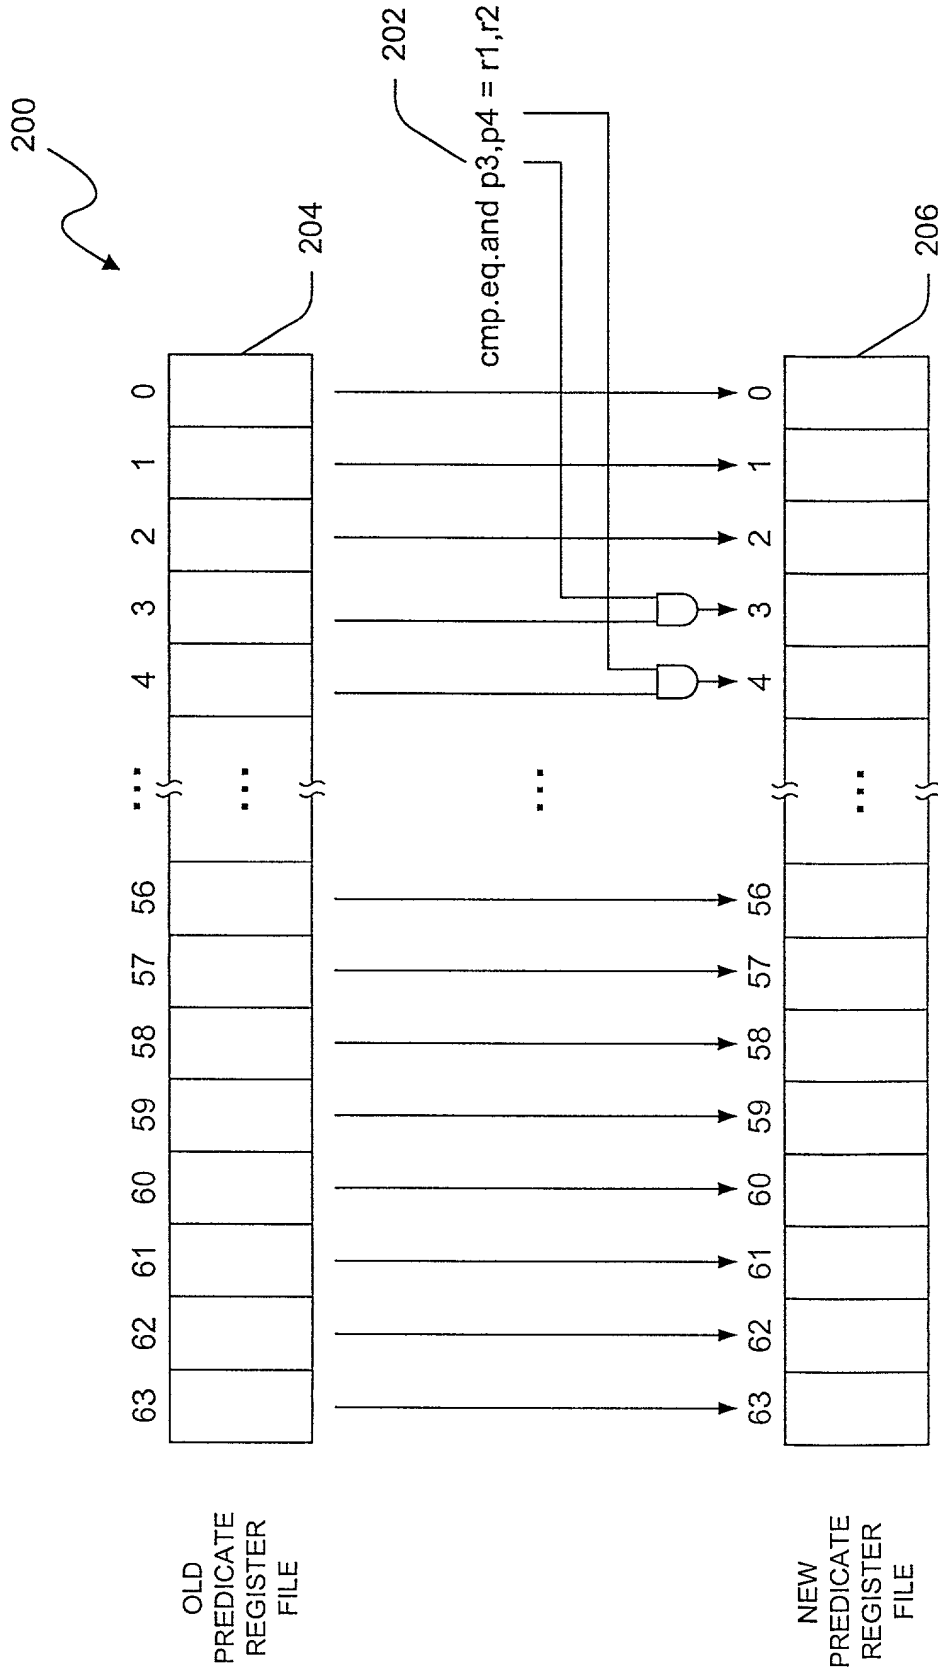 200
OLD
PREDICATE
REGISTER
FILE
63 62 61 60 59 58 57 56 ... 4 3 2 1 0
...
204
202
cmp.eq.and p3,p4 = r1,r2
...
63 62 61 60 59 58 57 56 4 3 2 1 0
NEW
PREDICATE
REGISTER
FILE
...
206